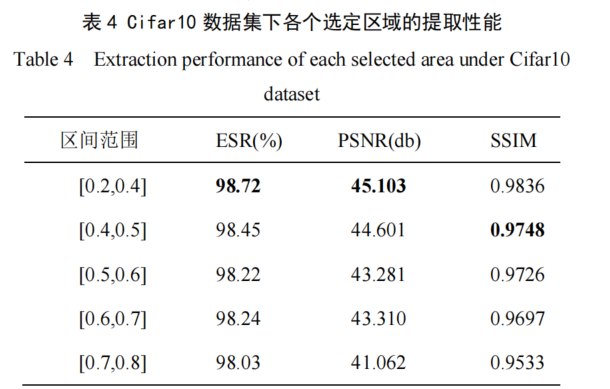 表 4 Cifar10 数据集下各个选定区域的提取性能
Table 4 Extraction performance of each selected area under Cifar10
dataset
区间范围 ESR(%) PSNR(db) SSIM
[0.2,0.4] 98.72 45.103 0.9836
[0.4,0.5] 98.45 44.601 0.9748
[0.5,0.6] 98.22 43.281 0.9726
[0.6,0.7] 98.24 43.310 0.9697
[0.7,0.8] 98.03 41.062 0.9533